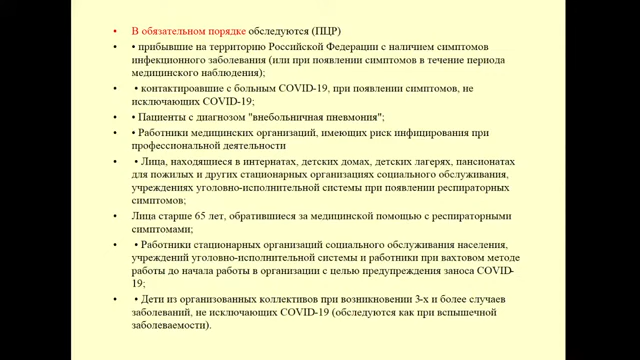 • В обязательном порядке обследуются (ПЦР)
• • прибывшие на территорию Российской Федерации с наличием симптомов
инфекционного заболевания (или при появлении симптомов в течение периода
медицинского наблюдения);
• • контактироавшие с больным COVID-19, при появлении симптомов, не
исключающих COVID-19;
• • Пациенты с диагнозом "внебольничная пневмония";
• • Работники медицинских организаций, имеющих риск инфицирования при
профессиональной деятельности
• • Лица, находящиеся в интернатах, детских домах, детских лагерях, пансионатах
для пожилых и других стационарных организациях социального обслуживания,
учреждениях уголовно-исполнительной системы при появлении респираторных
симптомов;
• Лица старше 65 лет, обратившиеся за медицинской помощью с респираторными
симптомами;
• • Работники стационарных организаций социального обслуживания населения,
учреждений уголовно-исполнительной системы и работники при вахтовом методе
работы до начала работы в организации с целью предупреждения заноса COVID-
19;
• • Дети из организованных коллективов при возникновении 3-х и более случаев
заболеваний, не исключающих COVID-19 (обследуются как при вспышечной
заболеваемости).